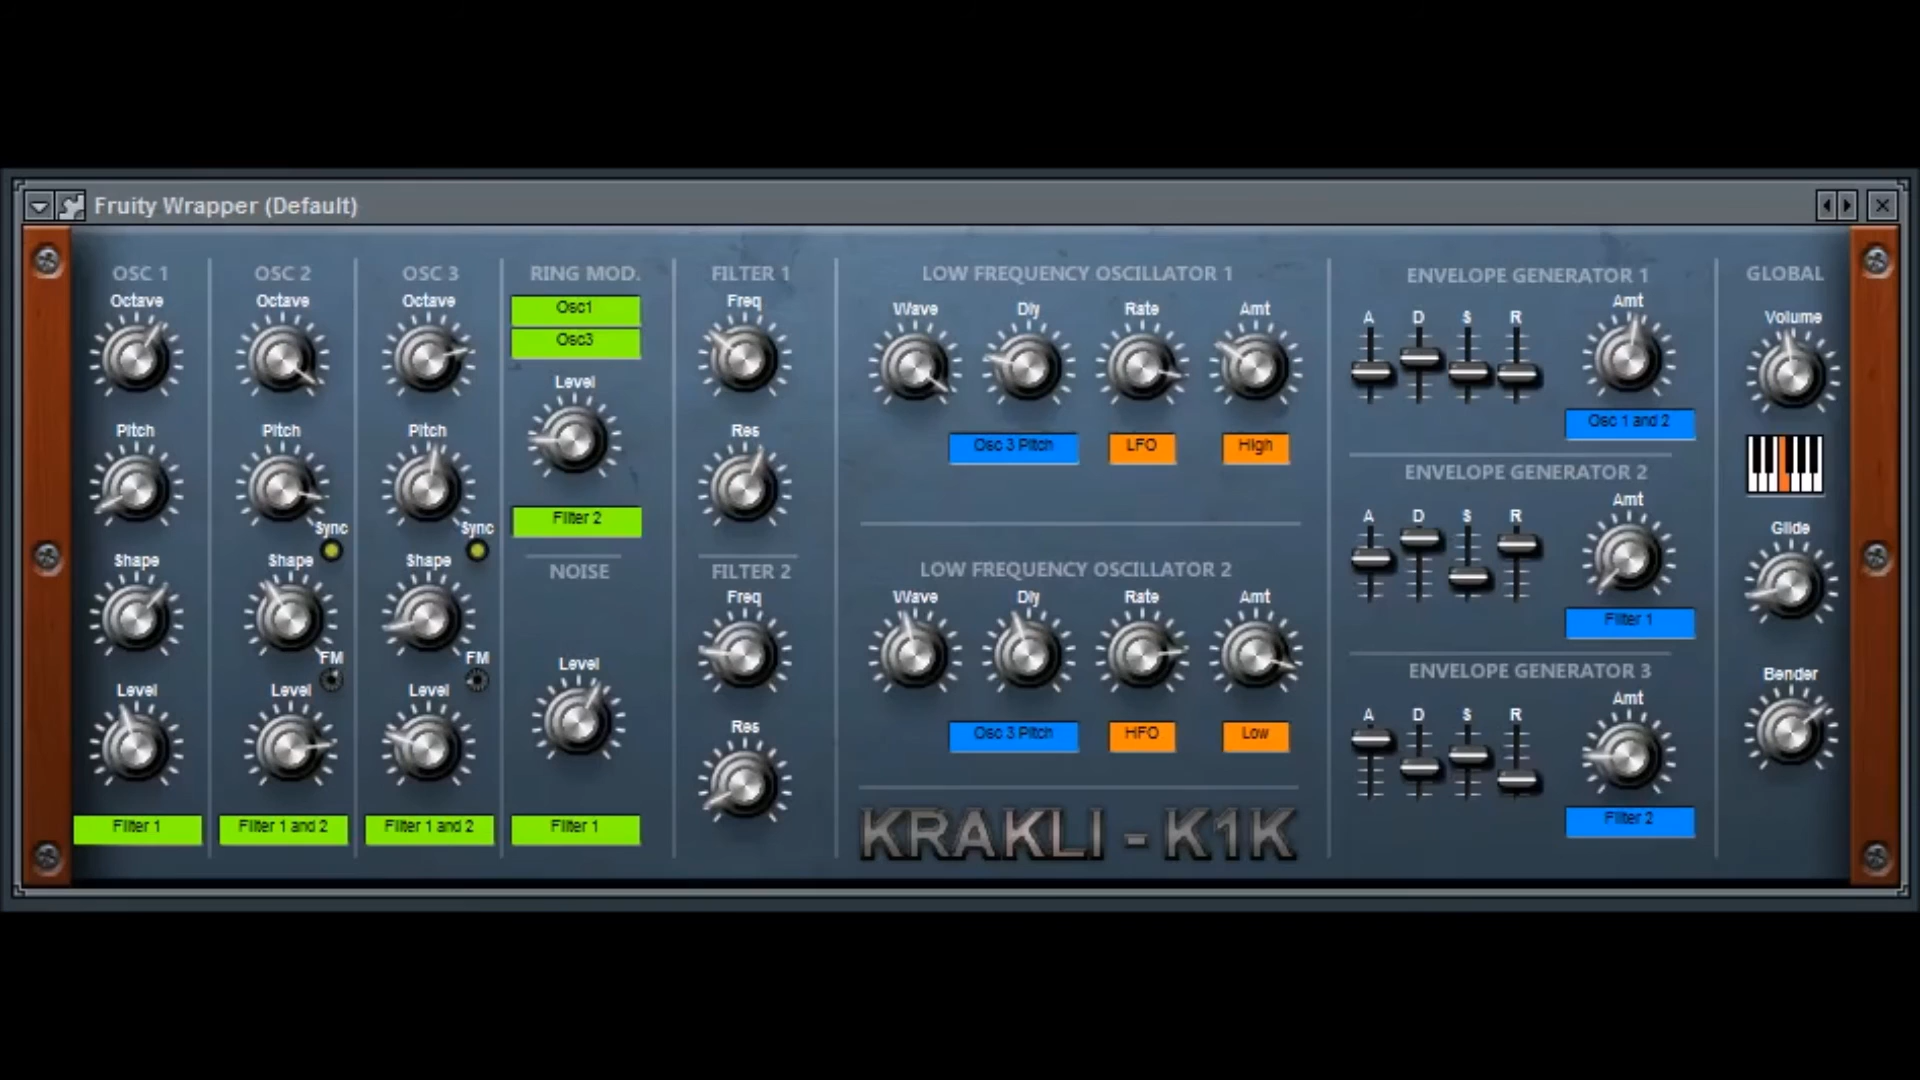 Fruity Wrapper (Default)
OSC 1
Octave
Pitch
Shape
Level
Filter 1
OSC 2
Octave
Pitch
Sync
Shape
FM
Level
Filter 1 and 2
OSC 3
Octave
Pitch
Sync
Shape
FM
Level
Filter 1 and 2
RING MOD.
Osc1
Osc3
Level
Filter 2
NOISE
Level
Filter 1
FILTER 1
Freq
Res
FILTER 2
Freq
Res
LOW FREQUENCY OSCILLATOR 1
Wave Dly Rate Amt
Osc 3 Pitch LFO High
LOW FREQUENCY OSCILLATOR 2
Wave Dly Rate Amt
Osc 3 Pitch HFO Low
KRAKLI - K1K
ENVELOPE GENERATOR 1
A D S R Amt
Osc 1 and 2
ENVELOPE GENERATOR 2
A D S R Amt
Filter 1
ENVELOPE GENERATOR 3
A D S R Amt
Filter 2
GLOBAL
Volume
Glide
Bender